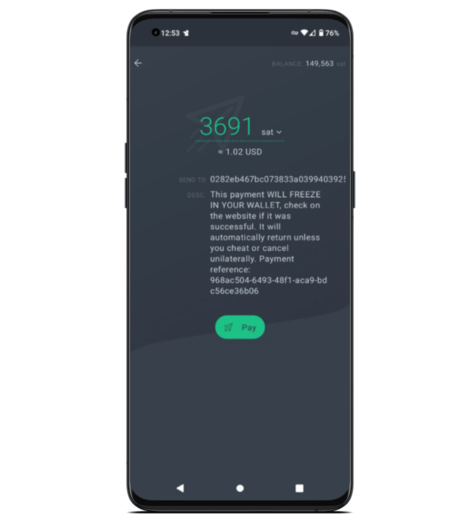 12:53
76%
BALANCE 149,563 sat
3691 sat
≈ 1.02 USD
SEND TO 0282eb467bc073833a0399403925
DESC. This payment WILL FREEZE
IN YOUR WALLET, check on
the website if it was
successful. It will
automatically return unless
you cheat or cancel
unilaterally. Payment
reference:
968ac504-6493-48f1-aca9-bd
c56ce36b06
Pay